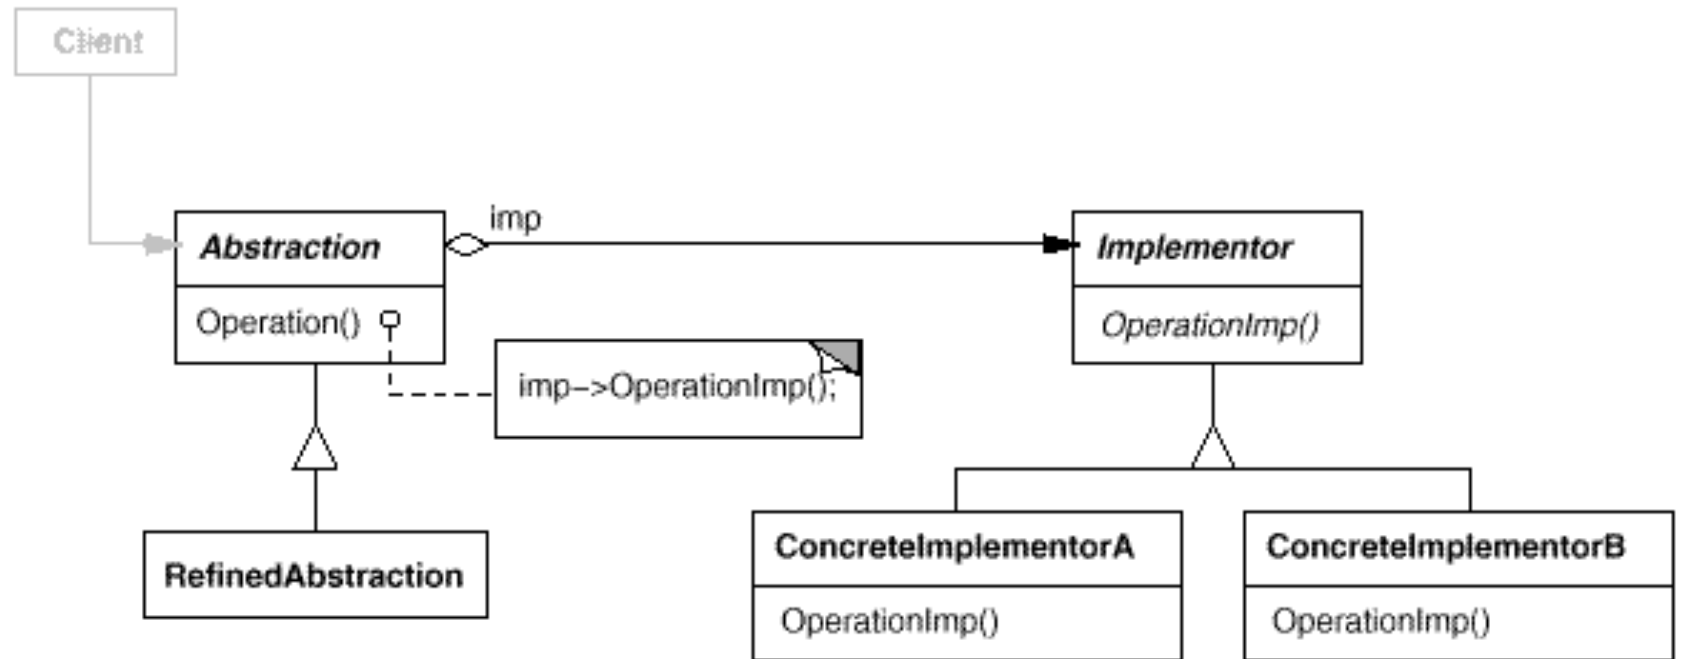 Client
imp
Abstraction
Implementor
Operation()
OperationImp()
imp->OperationImp();
RefinedAbstraction
ConcreteImplementorA
ConcreteImplementorB
OperationImp()
OperationImp()